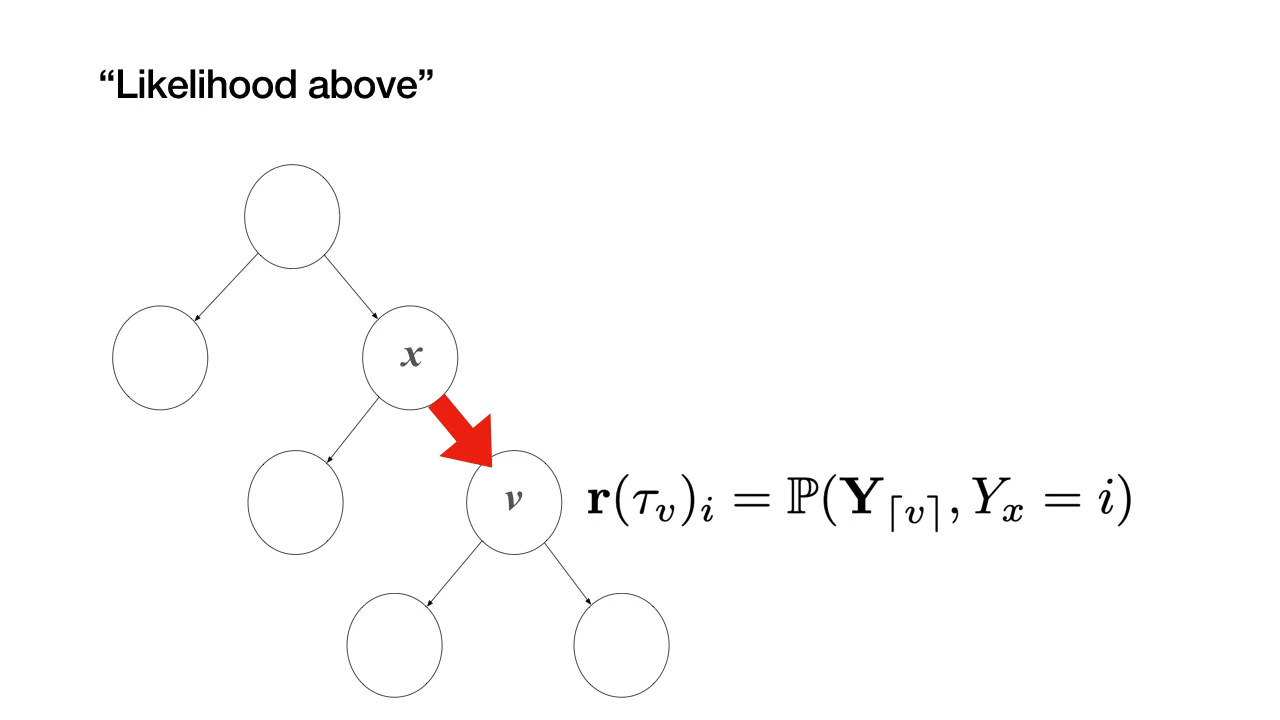 “Likelihood above”
x
v
𝐫(τ_v)_i = ℙ(𝐘_{⌈v⌉}, Y_x = i)